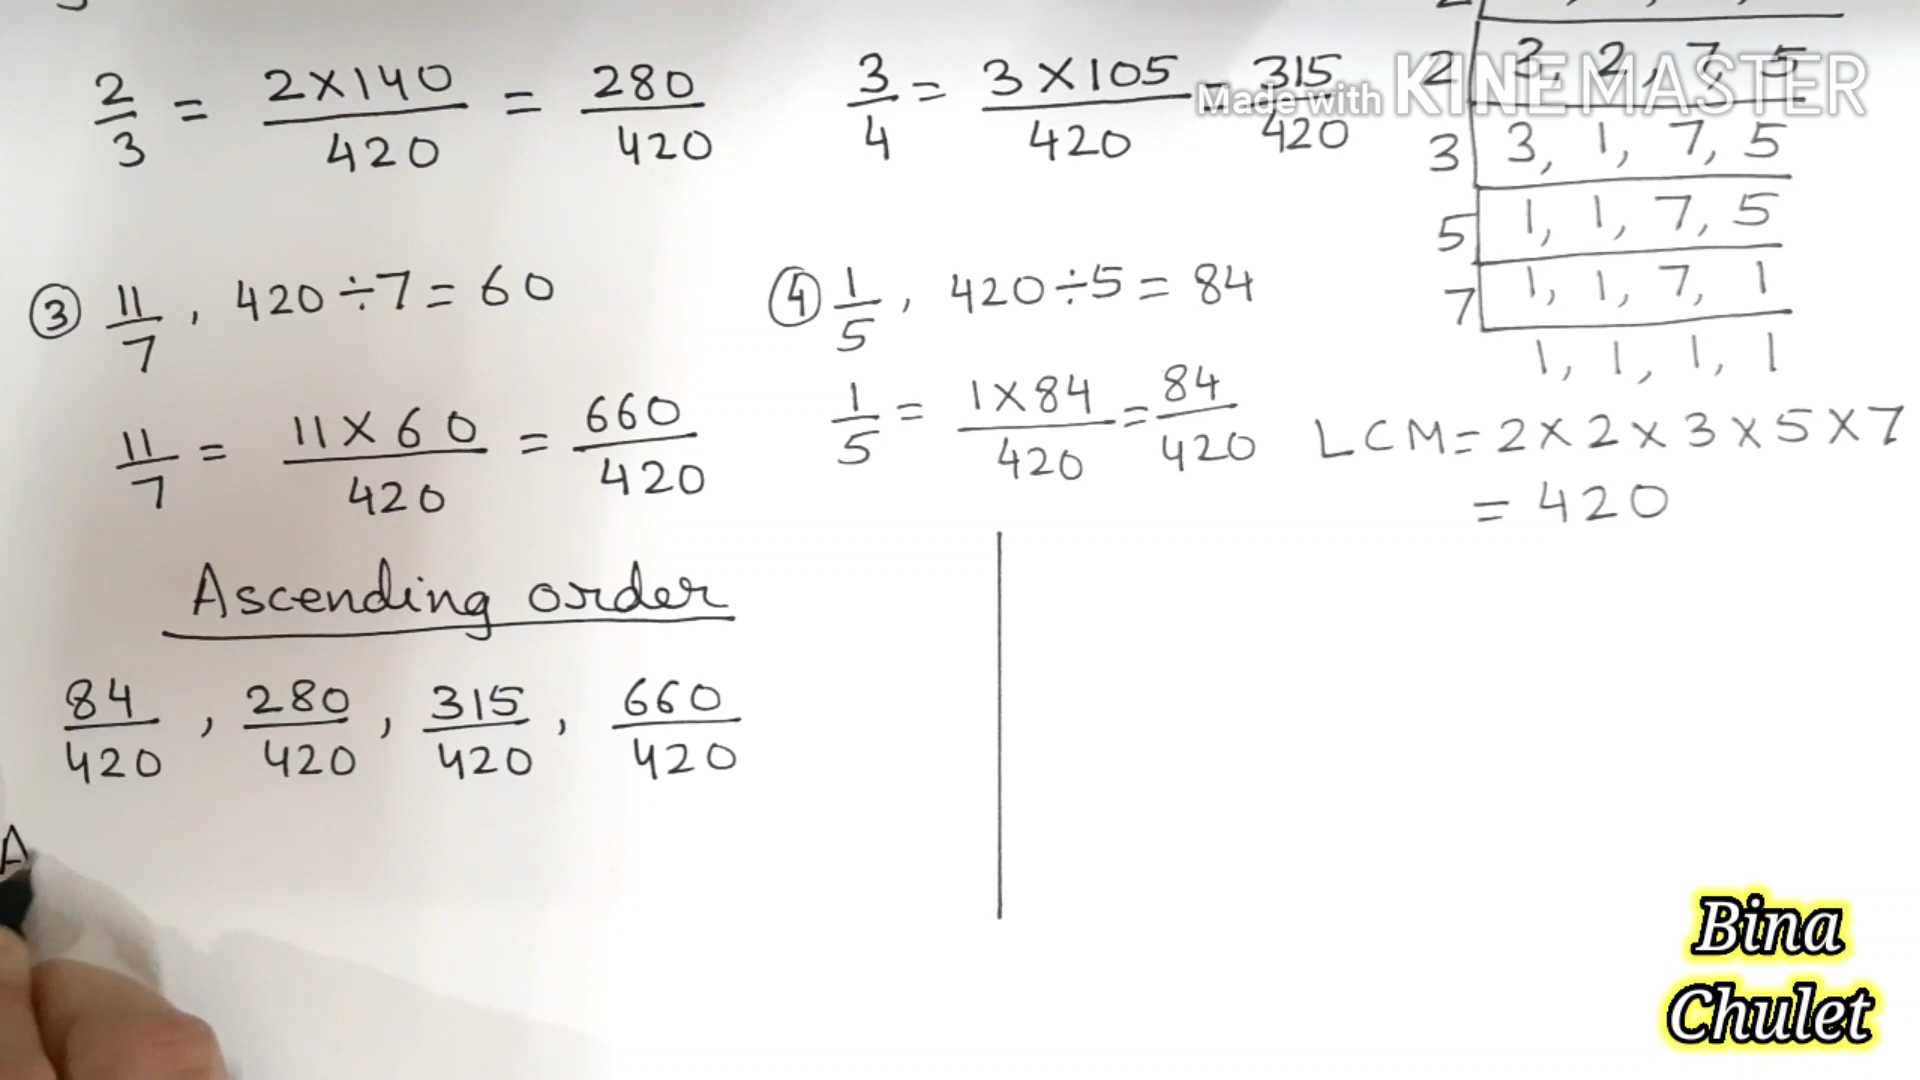 2/3 = 2×140/420 = 280/420
3/4 = 3×105/420 = 315/420
③ 11/7, 420÷7=60
④ 1/5, 420÷5=84
11/7 = 11×60/420 = 660/420
1/5 = 1×84/420 = 84/420
2 | 3, 2, 7, 5
3 | 3, 1, 7, 5
5 | 1, 1, 7, 5
7 | 1, 1, 7, 1
1, 1, 1, 1
LCM=2×2×3×5×7
=420
Ascending order
84/420, 280/420, 315/420, 660/420
A
Made with KINEMASTER
Bina
Chulet